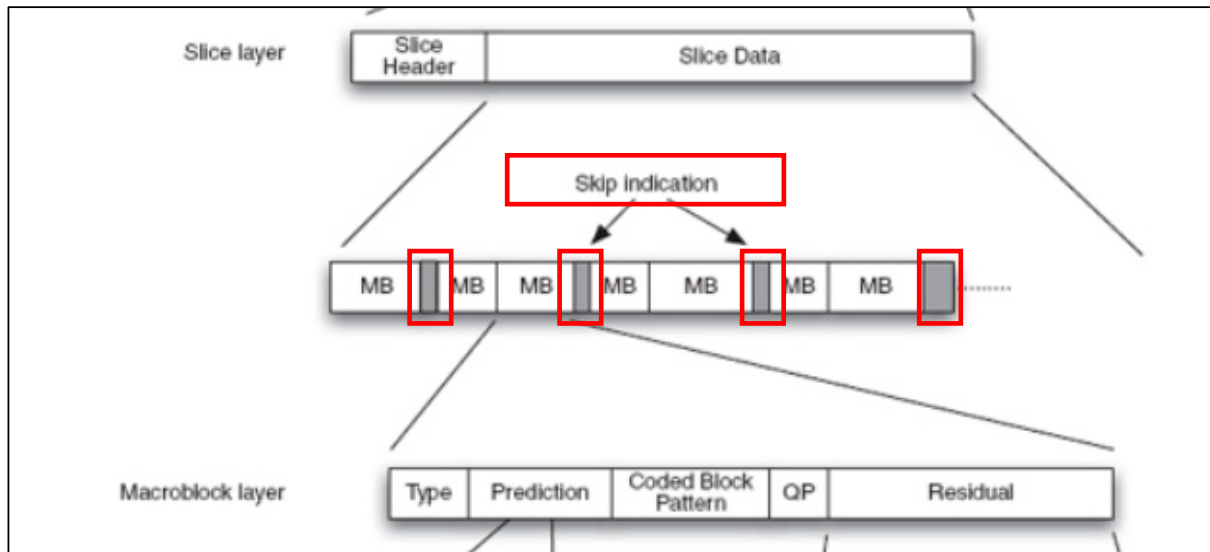 Slice layer
Slice
Header
Slice Data
Skip indication
MB MB MB MB MB MB MB
Macroblock layer
Type
Prediction
Coded Block
Pattern
QP
Residual